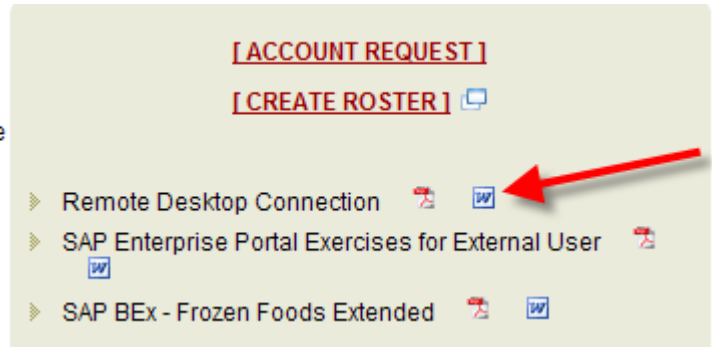 [ ACCOUNT REQUEST ]
[ CREATE ROSTER ]
e
Remote Desktop Connection
SAP Enterprise Portal Exercises for External User
SAP BEx - Frozen Foods Extended